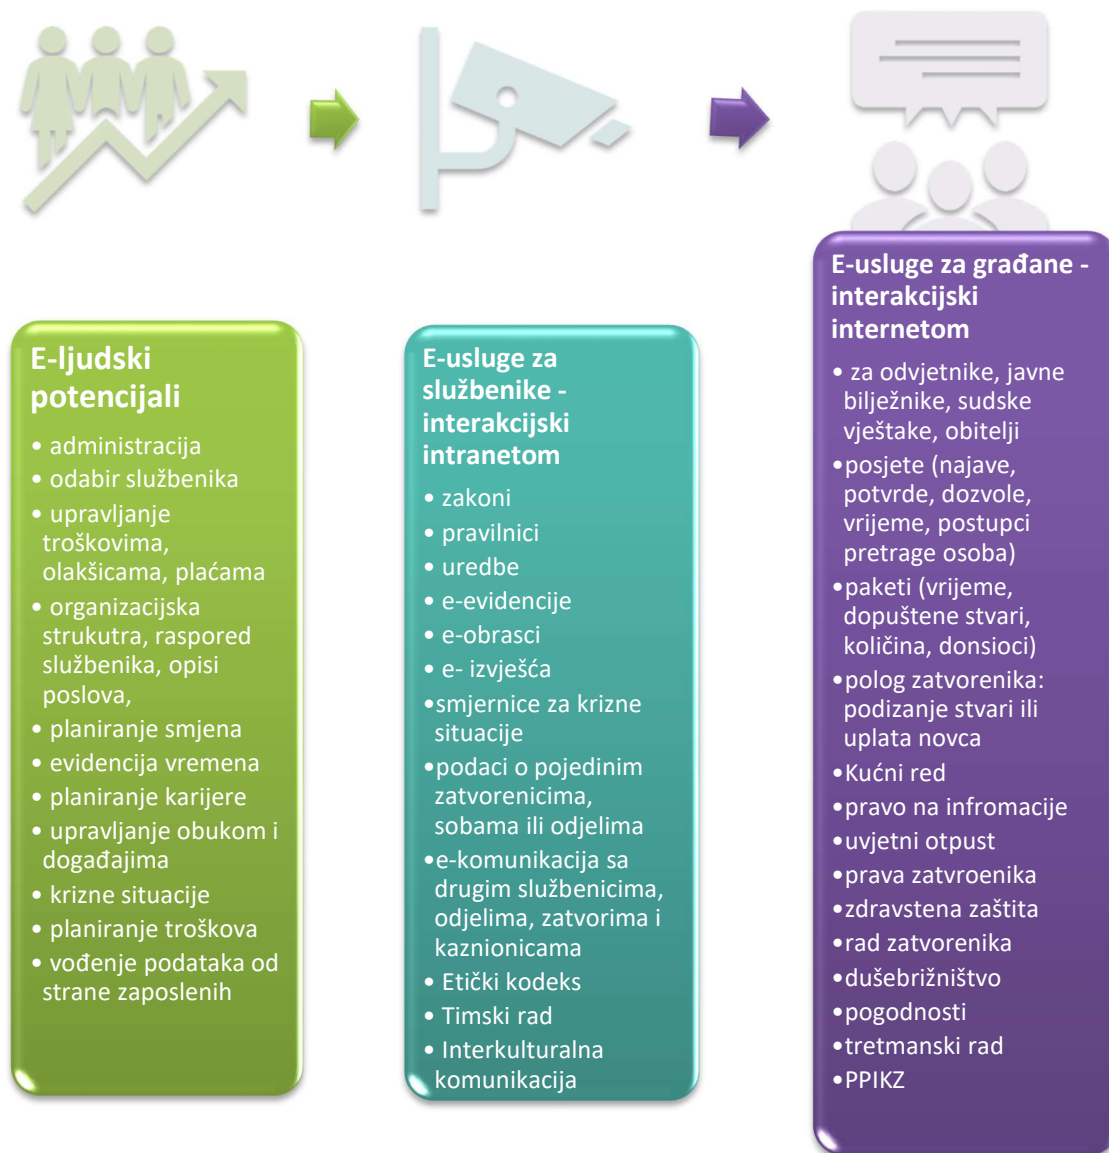 E-ljudski
potencijali
• administracija
• odabir službenika
• upravljanje
troškovima,
olakšicama, plaćama
• organizacijska
strukutra, raspored
službenika, opisi
poslova,
• planiranje smjena
• evidencija vremena
• planiranje karijere
• upravljanje obukom i
događajima
• krizne situacije
• planiranje troškova
• vođenje podataka od
strane zaposlenih
E-usluge za
službenike -
interakcijski
intranetom
• zakoni
• pravilnici
• uredbe
• e-evidencije
• e-obrasci
• e- izvješća
•smjernice za krizne
situacije
•podaci o pojedinim
zatvorenicima,
sobama ili odjelima
•e-komunikacija sa
drugim službenicima,
odjelima, zatvorima i
kaznionicama
• Etički kodeks
• Timski rad
• Interkulturalna
komunikacija
E-usluge za građane -
interakcijski
internetom
• za odvjetnike, javne
bilježnike, sudske
vještake, obitelji
•posjete (najave,
potvrde, dozvole,
vrijeme, postupci
pretrage osoba)
•paketi (vrijeme,
dopuštene stvari,
količina, donsioci)
•polog zatvorenika:
podizanje stvari ili
uplata novca
•Kućni red
•pravo na infromacije
•uvjetni otpust
•prava zatvroenika
•zdravstena zaštita
•rad zatvorenika
•dušebrižništvo
•pogodnosti
•tretmanski rad
•PPIKZ